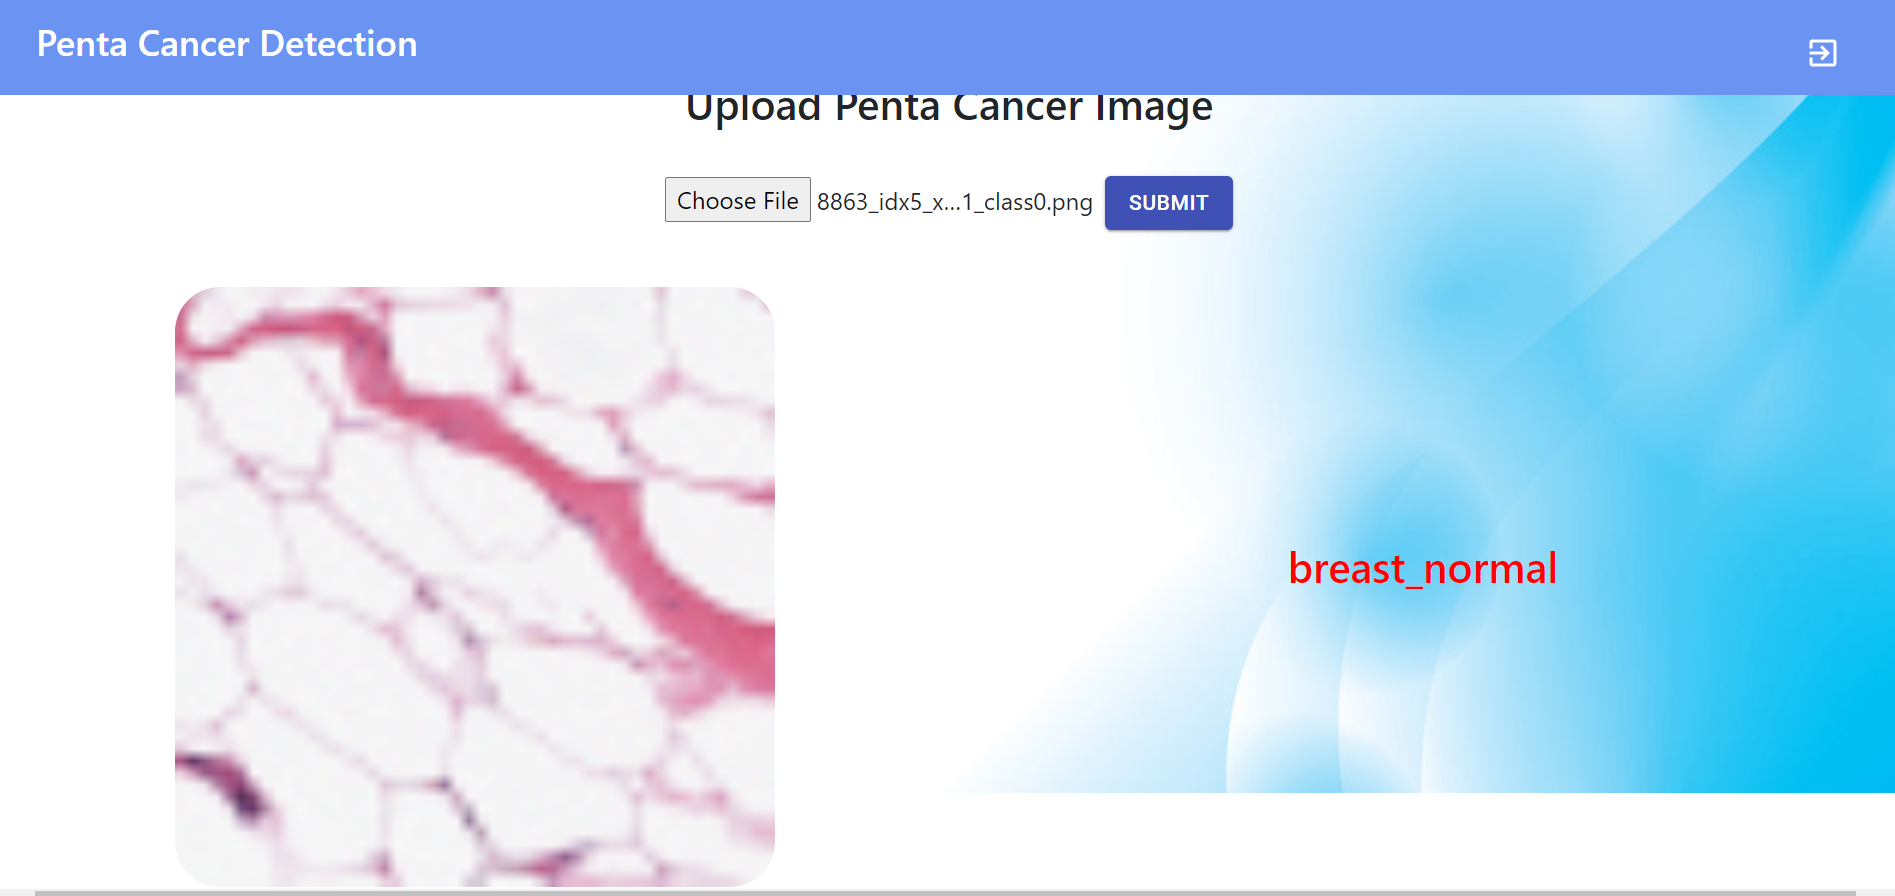 Penta Cancer Detection
Upload Penta Cancer Image
Choose File 8863_idx5_x...1_class0.png SUBMIT
breast_normal